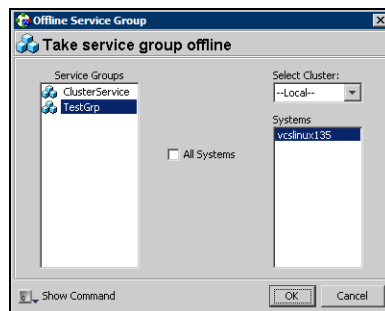 Offline Service Group
Take service group offline
Service Groups
ClusterService
TestGrp
All Systems
Select Cluster:
--Local--
Systems
vcslinux135
Show Command
OK
Cancel